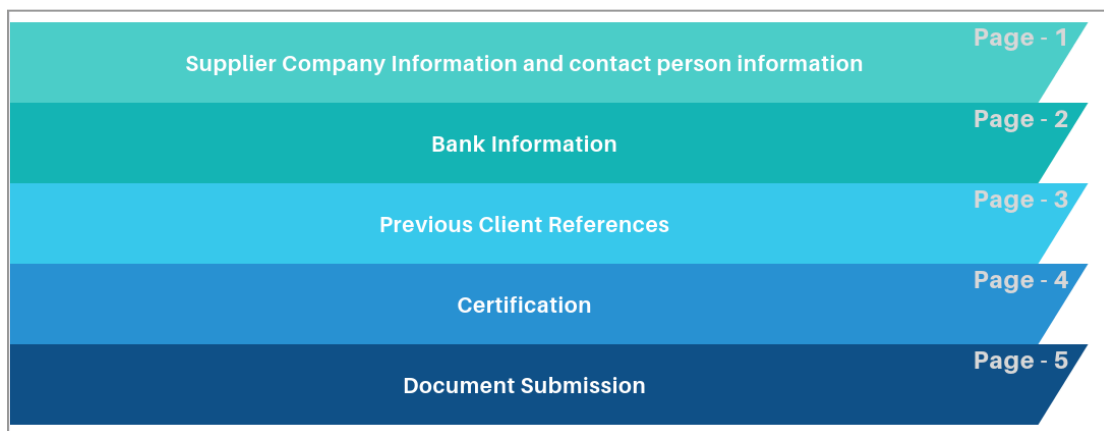 Page - 1
Supplier Company Information and contact person information
Page - 2
Bank Information
Page - 3
Previous Client References
Page - 4
Certification
Page - 5
Document Submission